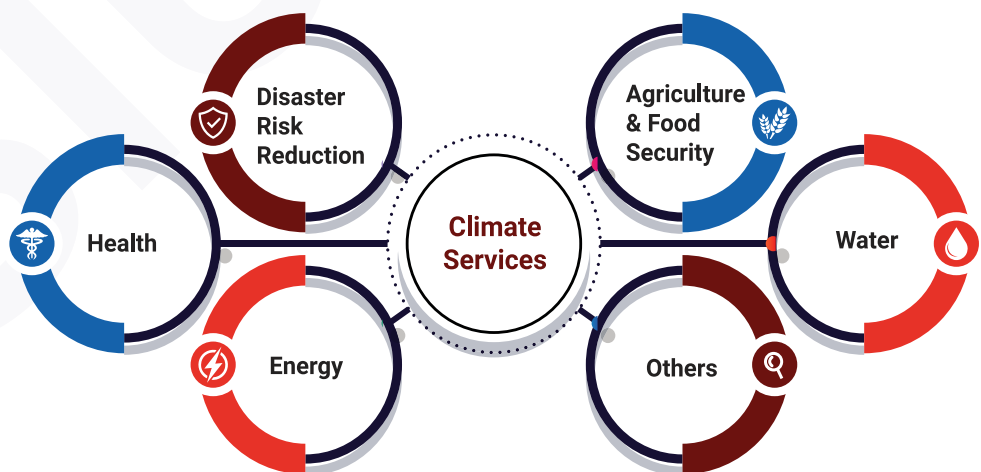 Disaster
Risk
Reduction
Agriculture
& Food
Security
Health
Climate
Services
Water
Energy
Others